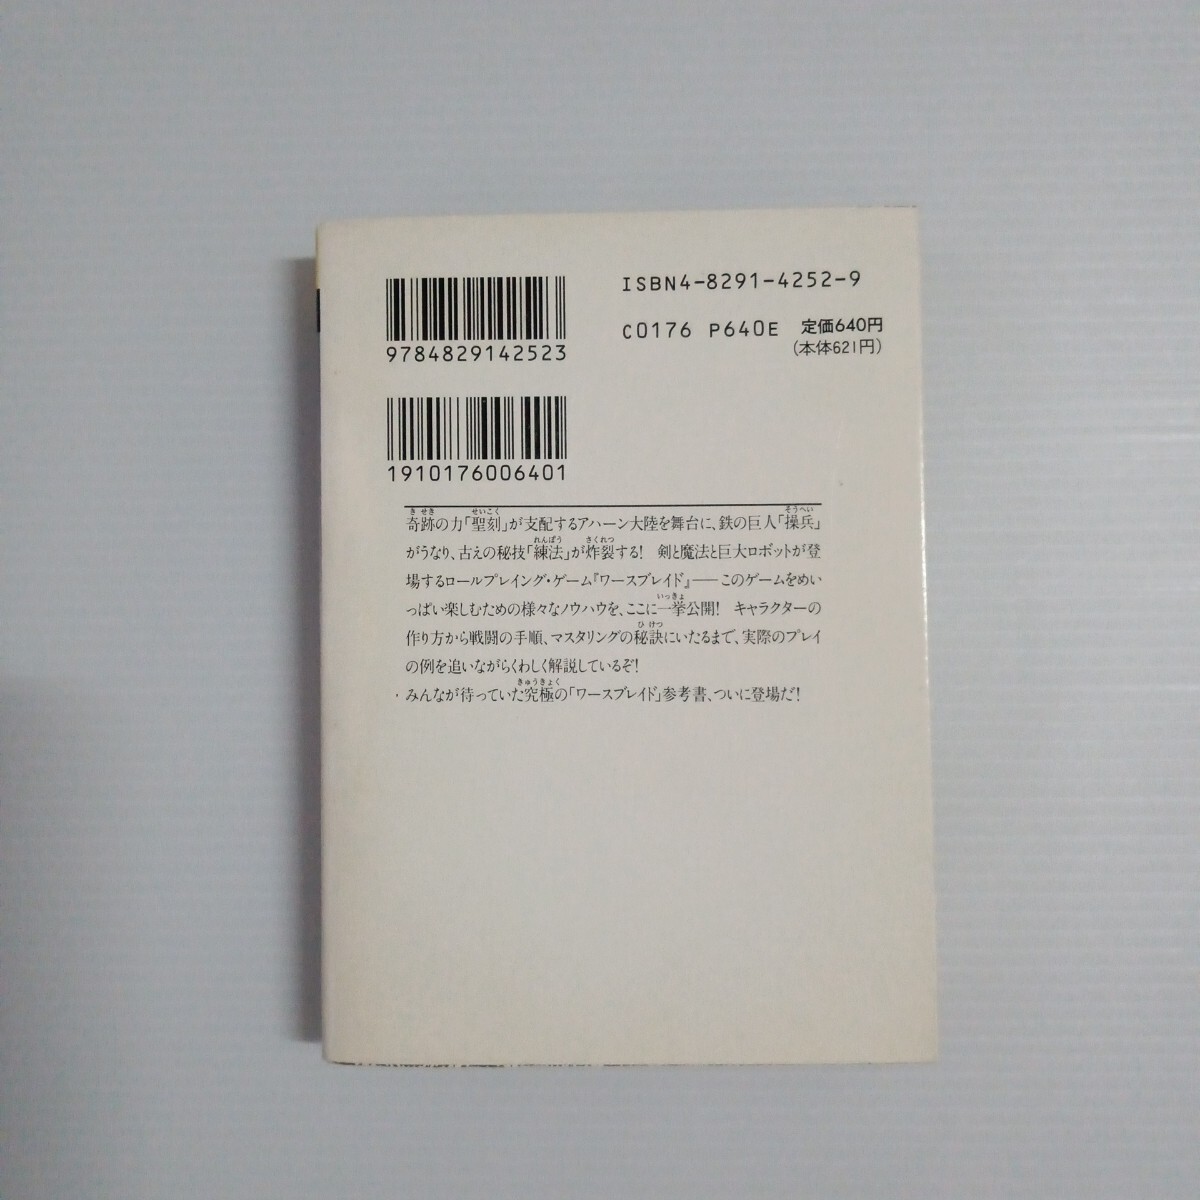 ISBN4-8291-4252-9
C0176 P640E 定価640円
(本体621円)
9784829142523
1910176006401
奇跡の力「聖刻」が支配するアハーン大陸を舞台に、鉄の巨人「操兵」
がうなり、古えの秘技「練法」が炸裂する! 剣と魔法と巨大ロボットが登
場するロールプレイング・ゲーム『ワースブレイド』――このゲームをめい
っぱい楽しむための様々なノウハウを、ここに一挙公開! キャラクターの
作り方から戦闘の手順、マスタリングの秘訣にいたるまで、実際のプレイ
の例を追いながらくわしく解説しているぞ!
みんなが待っていた究極の「ワースブレイド」参考書、ついに登場だ!